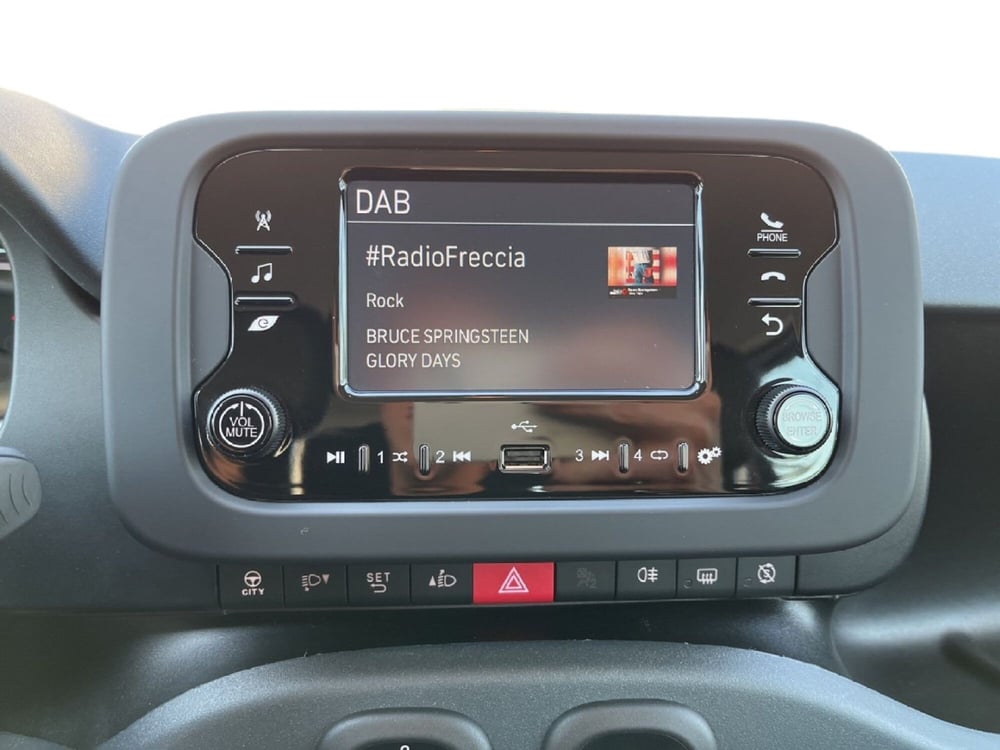 DAB
#RadioFreccia
Rock
BRUCE SPRINGSTEEN
GLORY DAYS
PHONE
VOL
MUTE
BROWSE
ENTER
1
2
3
4
CITY
SET